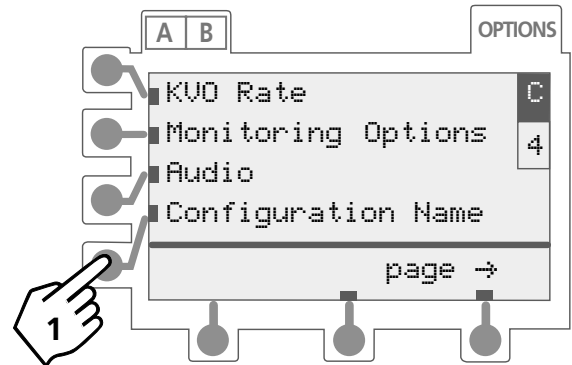 A B
OPTIONS
KVO Rate
C
Monitoring Options
4
Audio
Configuration Name
page →
1